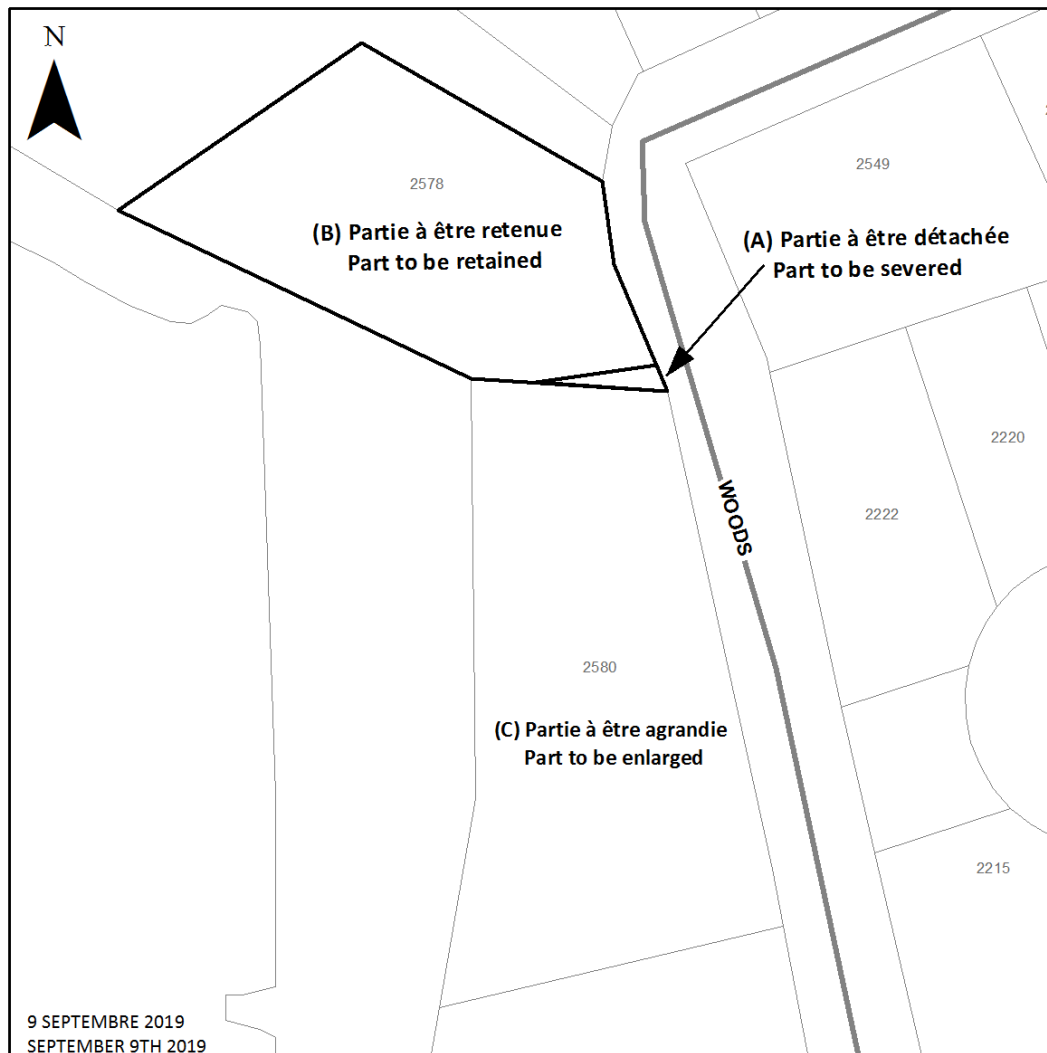 N
2549
2578
(B) Partie à être retenue
Part to be retained
(A) Partie à être détachée
Part to be severed
2220
2222
WOODS
2580
(C) Partie à être agrandie
Part to be enlarged
2215
9 SEPTEMBRE 2019
SEPTEMBER 9TH 2019